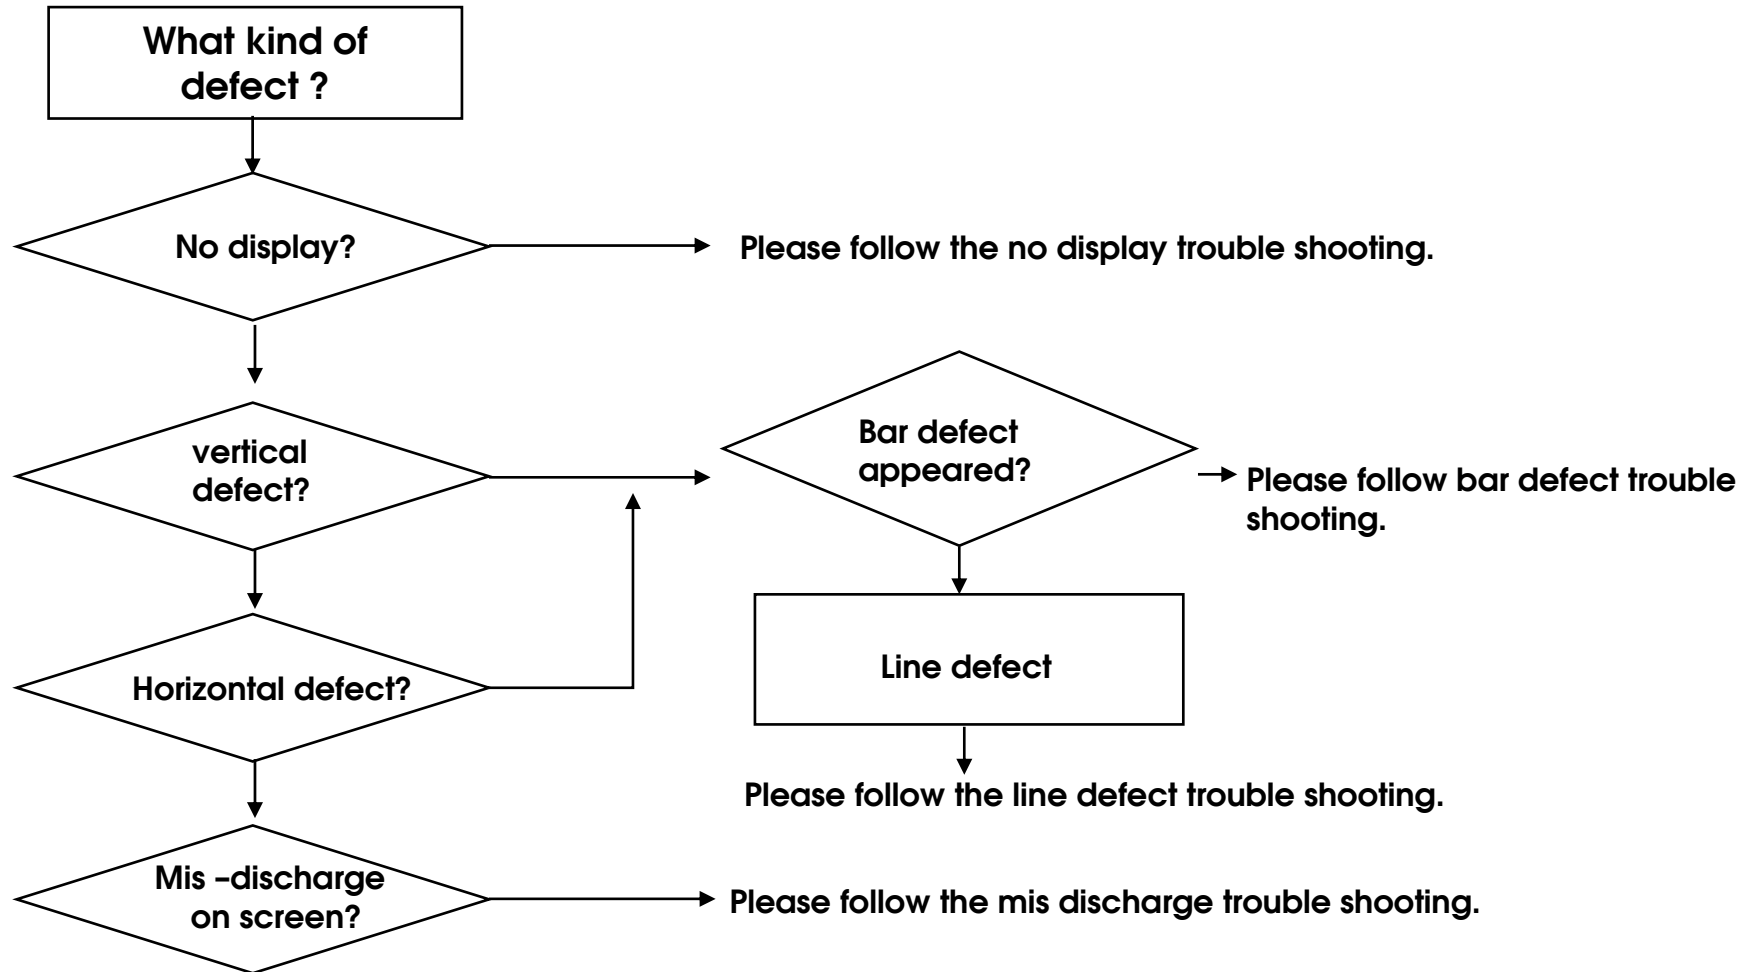 What kind of
defect ?
No display?
Please follow the no display trouble shooting.
vertical
defect?
Bar defect
appeared?
Please follow bar defect trouble
shooting.
Horizontal defect?
Line defect
Please follow the line defect trouble shooting.
Mis –discharge
on screen?
Please follow the mis discharge trouble shooting.